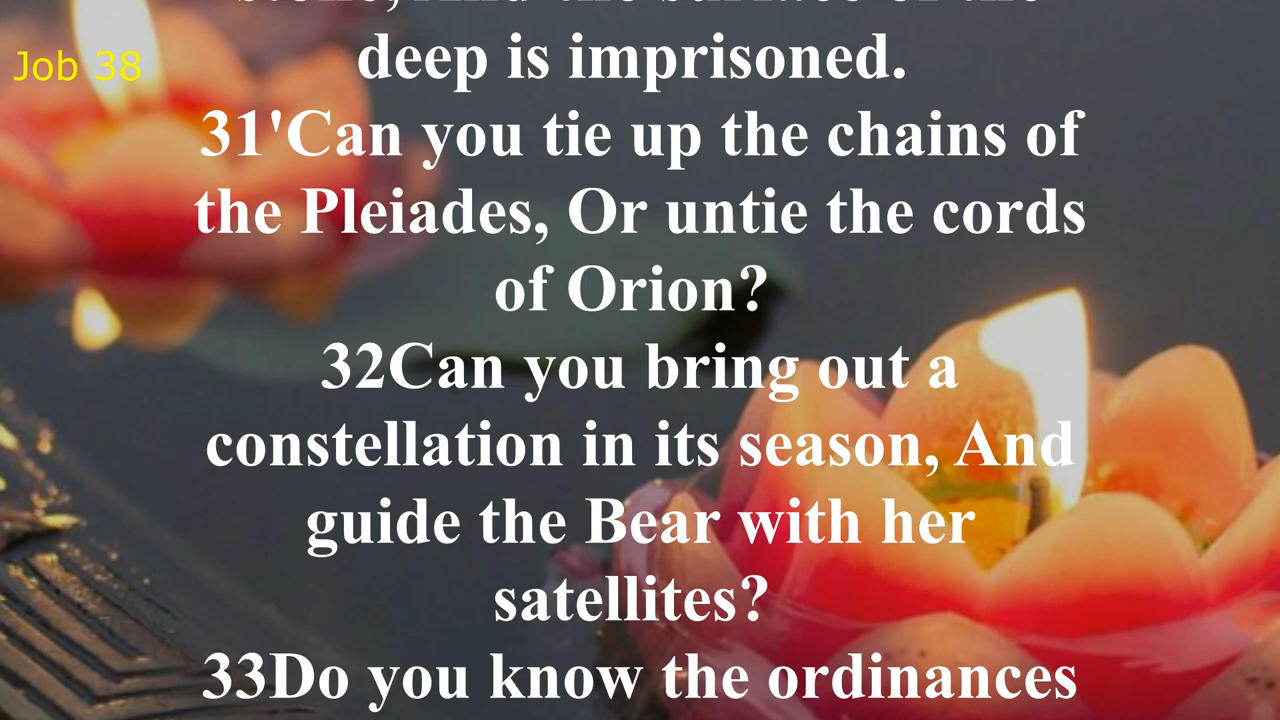 Job 38
deep is imprisoned.
31'Can you tie up the chains of
the Pleiades, Or untie the cords
of Orion?
32Can you bring out a
constellation in its season, And
guide the Bear with her
satellites?
33Do you know the ordinances